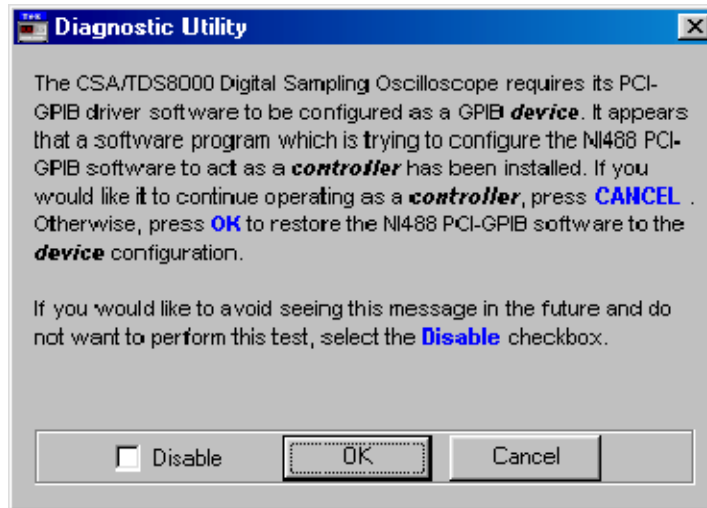 Diagnostic Utility
The CSA/TDS8000 Digital Sampling Oscilloscope requires its PCI-
GPIB driver software to be configured as a GPIB device. It appears
that a software program which is trying to configure the NI488 PCI-
GPIB software to act as a controller has been installed. If you
would like it to continue operating as a controller, press CANCEL .
Otherwise, press OK to restore the NI488 PCI-GPIB software to the
device configuration.
If you would like to avoid seeing this message in the future and do
not want to perform this test, select the Disable checkbox.
Disable OK Cancel